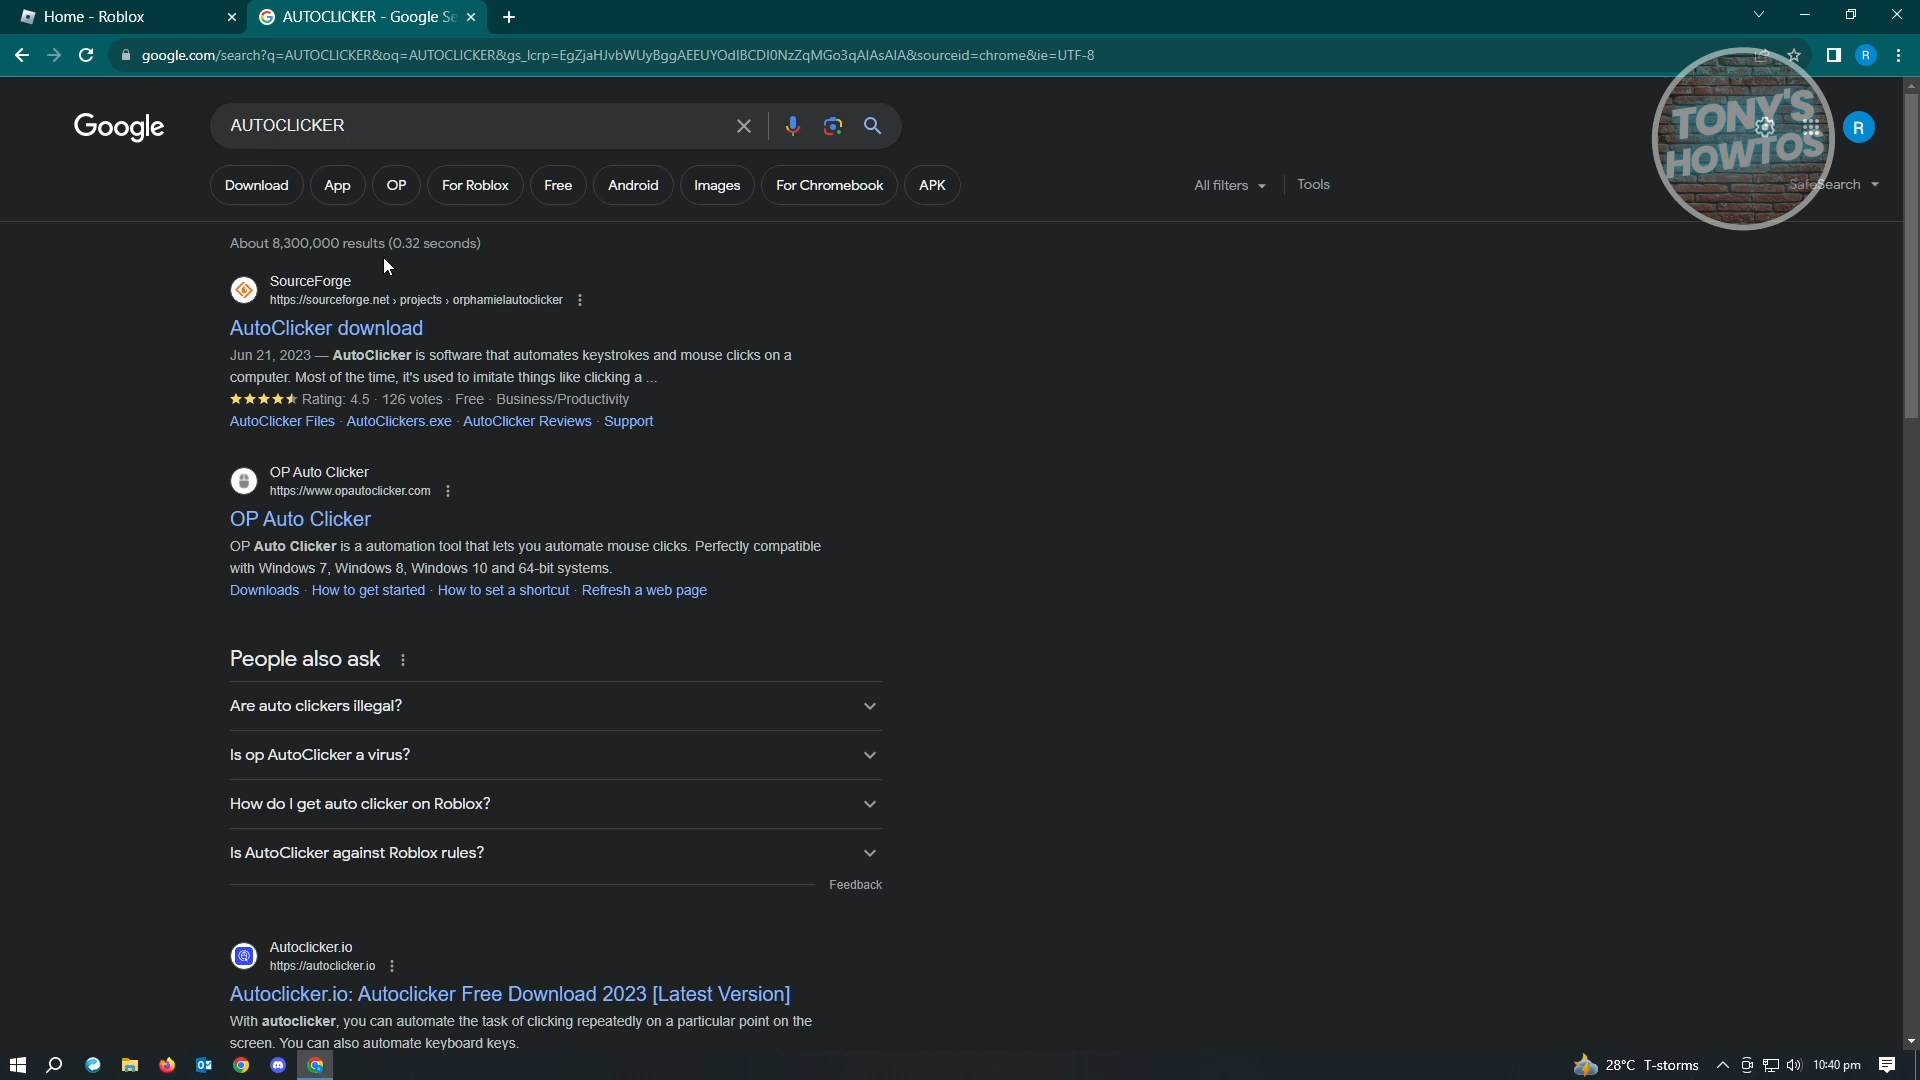 Home - Roblox
AUTOCLICKER - Google Se
google.com/search?q=AUTOCLICKER&oq=AUTOCLICKER&gs_lcrp=EgZjaHJvbWUyBggAEEUYOdIBCDI0NzZqMGo3qAIAsAIA&sourceid=chrome&ie=UTF-8
R
Google
AUTOCLICKER
TONY'S
HOWTOS
R
Download
App
OP
For Roblox
Free
Android
Images
For Chromebook
APK
All filters
Tools
SafeSearch
About 8,300,000 results (0.32 seconds)
SourceForge
https://sourceforge.net › projects › orphamielautoclicker
AutoClicker download
Jun 21, 2023 — AutoClicker is software that automates keystrokes and mouse clicks on a
computer. Most of the time, it's used to imitate things like clicking a ...
Rating: 4.5 · 126 votes · Free · Business/Productivity
AutoClicker Files · AutoClickers.exe · AutoClicker Reviews · Support
OP Auto Clicker
https://www.opautoclicker.com
OP Auto Clicker
OP Auto Clicker is a automation tool that lets you automate mouse clicks. Perfectly compatible
with Windows 7, Windows 8, Windows 10 and 64-bit systems.
Downloads · How to get started · How to set a shortcut · Refresh a web page
People also ask
Are auto clickers illegal?
Is op AutoClicker a virus?
How do I get auto clicker on Roblox?
Is AutoClicker against Roblox rules?
Feedback
Autoclicker.io
https://autoclicker.io
Autoclicker.io: Autoclicker Free Download 2023 [Latest Version]
With autoclicker, you can automate the task of clicking repeatedly on a particular point on the
screen. You can also automate keyboard keys.
28°C T-storms
10:40 pm